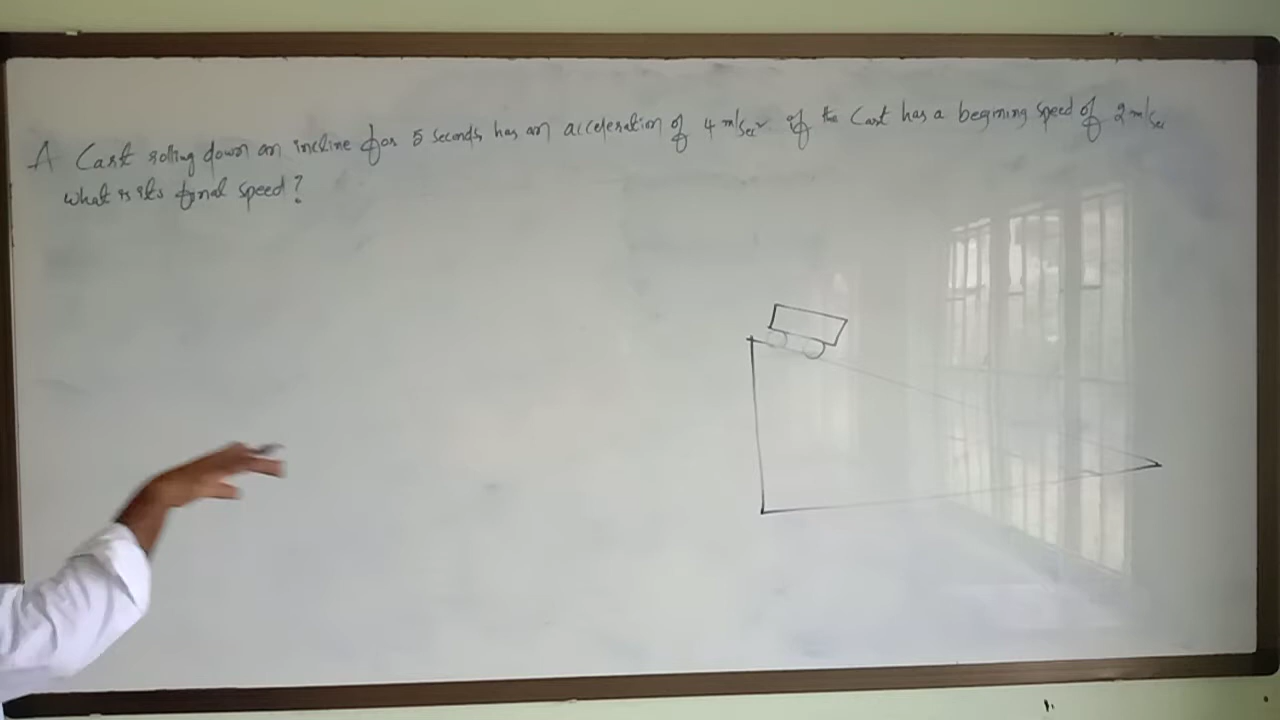 A Cart rolling down an incline for 5 seconds has an acceleration of 4 m/sec². if the Cart has a begining speed of 2 m/sec
what is its final speed?